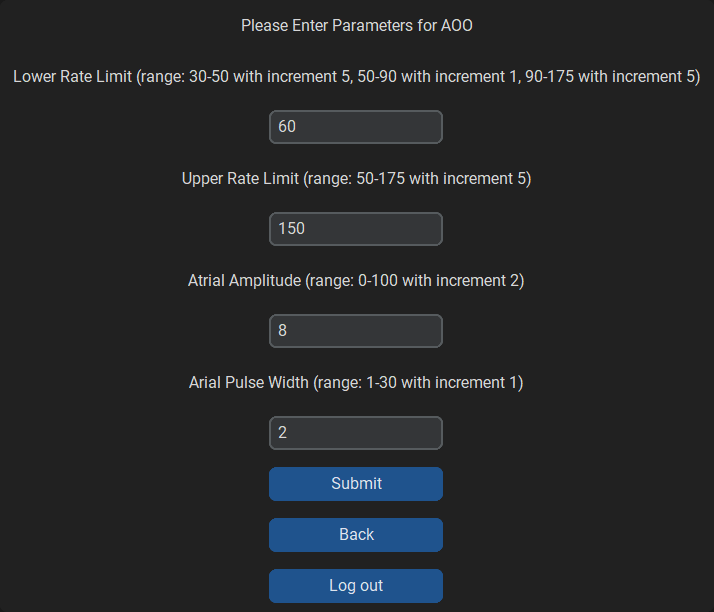 Please Enter Parameters for AOO
Lower Rate Limit (range: 30-50 with increment 5, 50-90 with increment 1, 90-175 with increment 5)
60
Upper Rate Limit (range: 50-175 with increment 5)
150
Atrial Amplitude (range: 0-100 with increment 2)
8
Arial Pulse Width (range: 1-30 with increment 1)
2
Submit
Back
Log out